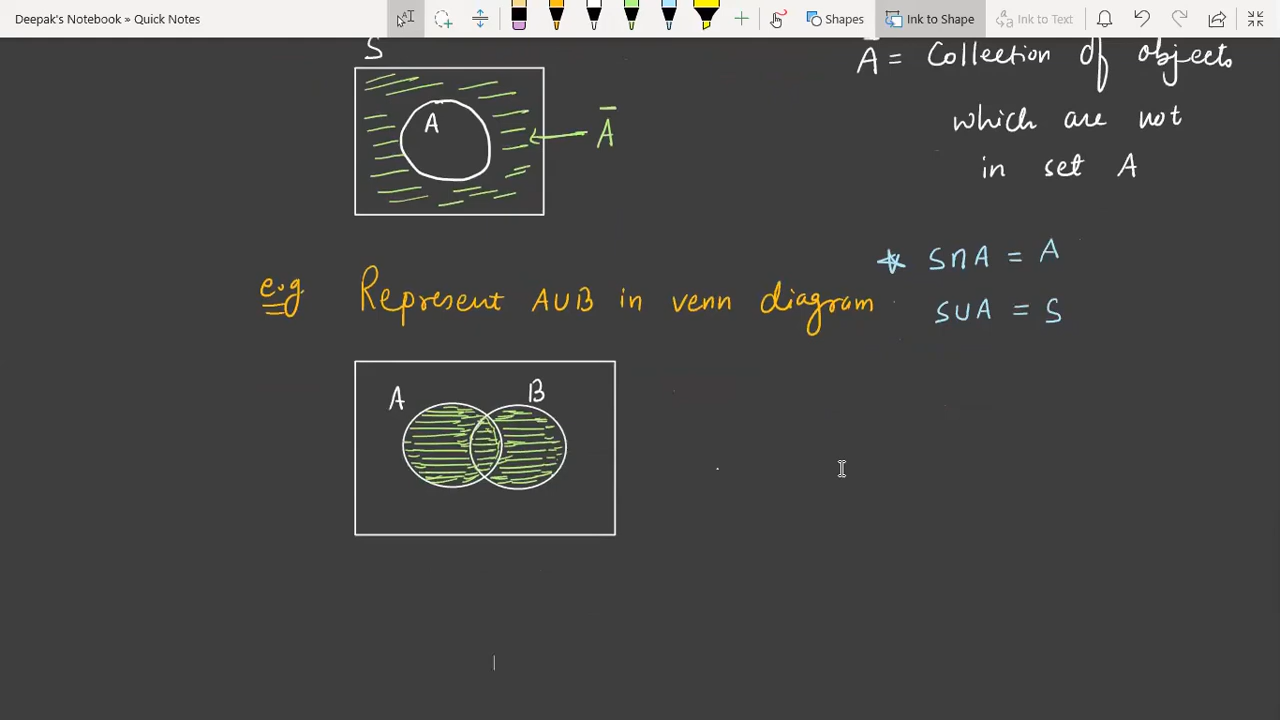 Deepak's Notebook » Quick Notes
Shapes
Ink to Shape
Ink to Text
S
A
A̅
A̅ = Collection of objects
which are not
in set A
* S∩A = A
S∪A = S
e.g Represent A∪B in venn diagram
A B